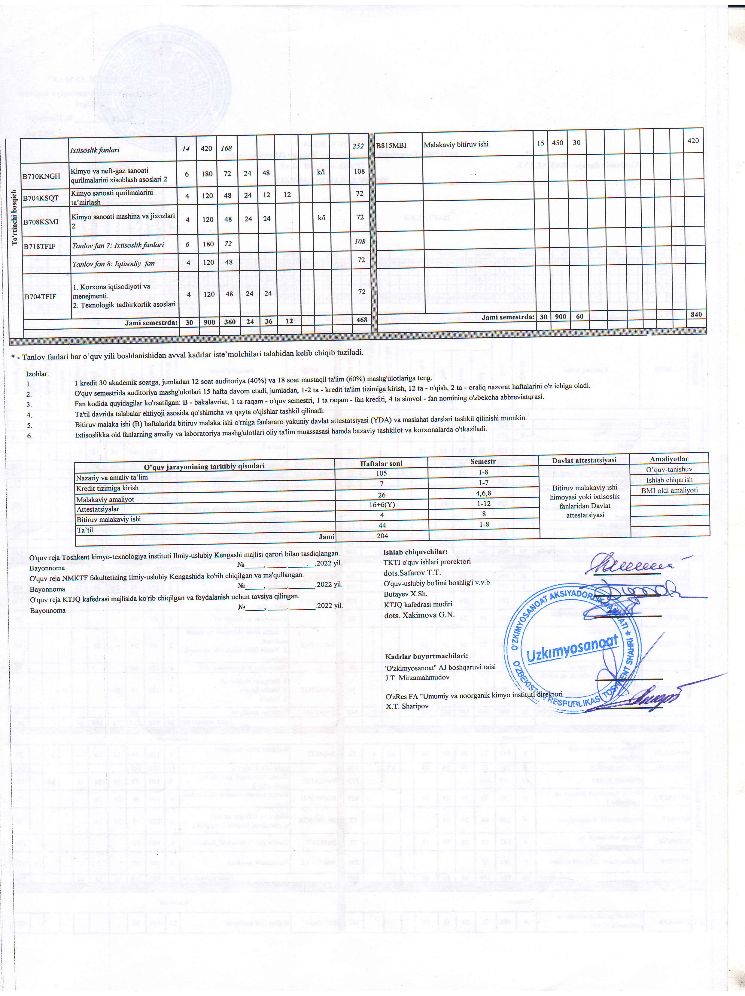 To'rtinchi bosqich
Ixtisoslik fanlari 14 420 168 252 B815MBI Malakaviy bitiruv ishi 15 450 30 420
B710KNGH Kimyo va neft-gaz sanoati qurilmalarini xisoblash asoslari 2 6 180 72 24 48 k/l 108
B704KSQT Kimyo sanoati qurilmalarini ta'mirlash 4 120 48 24 12 12 72
B708KSMJ Kimyo sanoati mashina va jixozlari 2 4 120 48 24 24 k/i 72
B718TFIF Tanlov fan 7: Ixtisoslik fanlari 6 180 72 108
Tanlov fan 8: Iqtisodiy fan 4 120 48 72
B704TFIF 1. Korxona iqtisodiyoti va menejmenti. 4 120 48 24 24 72
2. Texnologik tadbirkorlik asoslari
Jami semestrda: 30 900 360 24 36 12 468 Jami semestrda: 30 900 60 840
* - Tanlov fanlari har o'quv yili boshlanishidan avval kadrlar iste'molchilari talabidan kelib chiqib tuziladi.
Izohlar:
1. 1 kredit 30 akademik soatga, jumladan 12 soat auditoriya (40%) va 18 soat mustaqil ta'lim (60%) mashg'ulotlariga teng.
2. O'quv semestrida auditoriya mashg'ulotlari 15 hafta davom etadi, jumladan, 1-2 ta - kredit ta'lim tizimiga kirish, 12 ta - o'qish, 2 ta - oraliq nazorat haftalarini o'z ichiga oladi.
3. Fan kodida quyidagilar ko'rsatilgan: B - bakalavriat, 1 ta raqam - o'quv semestri, 1 ta raqam - fan krediti, 4 ta simvol - fan nomining o'zbekcha abbreviaturasi.
4. Ta'til davrida talabalar ehtiyoji asosida qo'shimcha va qayta o'qishlar tashkil qilinadi.
5. Bitiruv malaka ishi (B) haftalarida bitiruv malaka ishi o'rniga fanlararo yakuniy davlat attestatsiyasi (YDA) va maslahat darslari tashkil qilinishi mumkin.
6. Ixtisoslikka oid fanlarning amaliy va laboratoriya mashg'ulotlari oliy ta'lim muassasasi hamda bazaviy tashkilot va korxonalarda o'tkaziladi.
O'quv jarayonining tarkibiy qismlari Haftalar soni Semestr Davlat attestatsiyasi Amaliyotlar
Nazariy va amaliy ta'lim 105 1-8 Bitiruv malakaviy ishi himoyasi yoki ixtisoslik fanlaridan Davlat attestatsiyasi O'quv-tanishuv
Kredit tizimiga kirish 7 1-7 Ishlab chiqarish
Malakaviy amaliyot 26 4,6,8 BMI oldi amaliyoti
Attestatsiyalar 16+6(Y) 1-12
Bitiruv malakaviy ishi 4 8
Ta'til 44 1-8
Jami 204
O'quv reja Toshkent kimyo-texnologiya instituti Ilmiy-uslubiy Kengashi majlisi qarori bilan tasdiqlangan.
Bayonnoma № 2022 yil.
O'quv reja NMKTF fakultetining Ilmiy-uslubiy Kengashida ko'rib chiqilgan va ma'qullangan.
Bayonnoma № 2022 yil.
O'quv reja KTJQ kafedrasi majlisida ko'rib chiqilgan va foydalanish uchun tavsiya qilingan.
Bayonnoma № 2022 yil.
Ishlab chiquvchilar:
TKTI o'quv ishlari prorektori
dots.Safarov T.T.
O'quv-uslubiy bo'limi boshlig'i v.v.b
Butayev X.Sh.
KTJQ kafedrasi mudiri
dots. Xakimova G.N.
Kadrlar buyurtmachilari:
"O'zkimyosanoat" AJ boshqaruvi raisi
J.T. Mirzamahmudov
O'zRes FA "Umumiy va noorganik kimyo instituti direktori
X.T. Sharipov
Uzkimyosanoat